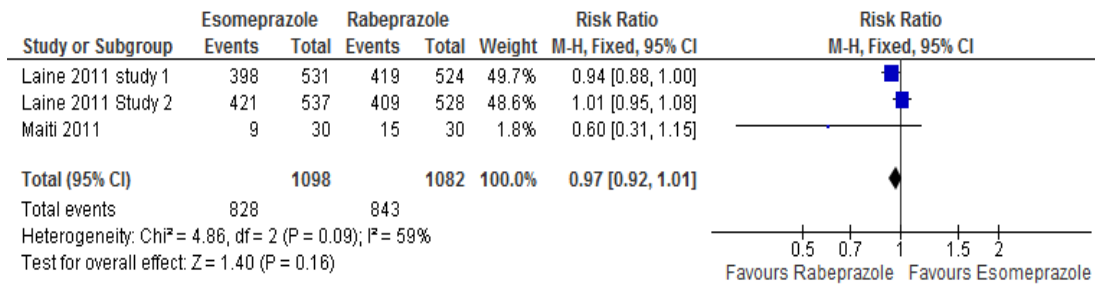 Esomeprazole Rabeprazole Risk Ratio Risk Ratio
Study or Subgroup Events Total Events Total Weight M-H, Fixed, 95% CI M-H, Fixed, 95% CI
Laine 2011 study 1 398 531 419 524 49.7% 0.94 [0.88, 1.00]
Laine 2011 Study 2 421 537 409 528 48.6% 1.01 [0.95, 1.08]
Maiti 2011 9 30 15 30 1.8% 0.60 [0.31, 1.15]
Total (95% CI) 1098 1082 100.0% 0.97 [0.92, 1.01]
Total events 828 843
Heterogeneity: Chi² = 4.86, df = 2 (P = 0.09); I² = 59%
Test for overall effect: Z = 1.40 (P = 0.16)
0.5 0.7 1 1.5 2
Favours Rabeprazole Favours Esomeprazole